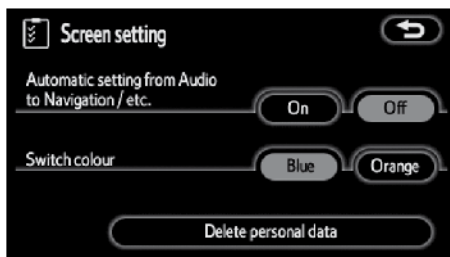 Screen setting
Automatic setting from Audio
to Navigation / etc.
On
Off
Switch colour
Blue
Orange
Delete personal data